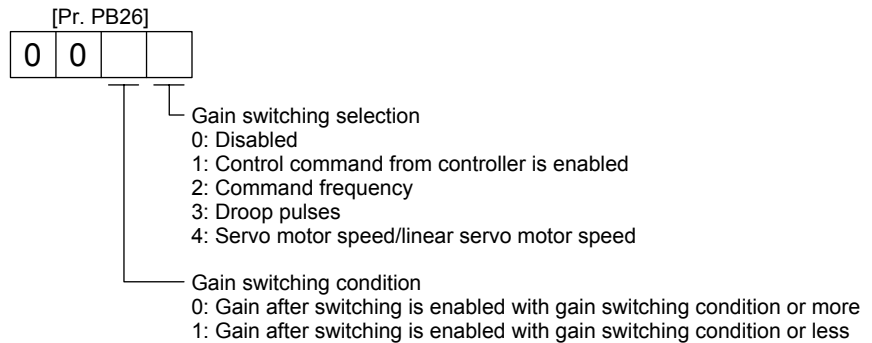 [Pr. PB26]
0 0
Gain switching selection
0: Disabled
1: Control command from controller is enabled
2: Command frequency
3: Droop pulses
4: Servo motor speed/linear servo motor speed
Gain switching condition
0: Gain after switching is enabled with gain switching condition or more
1: Gain after switching is enabled with gain switching condition or less